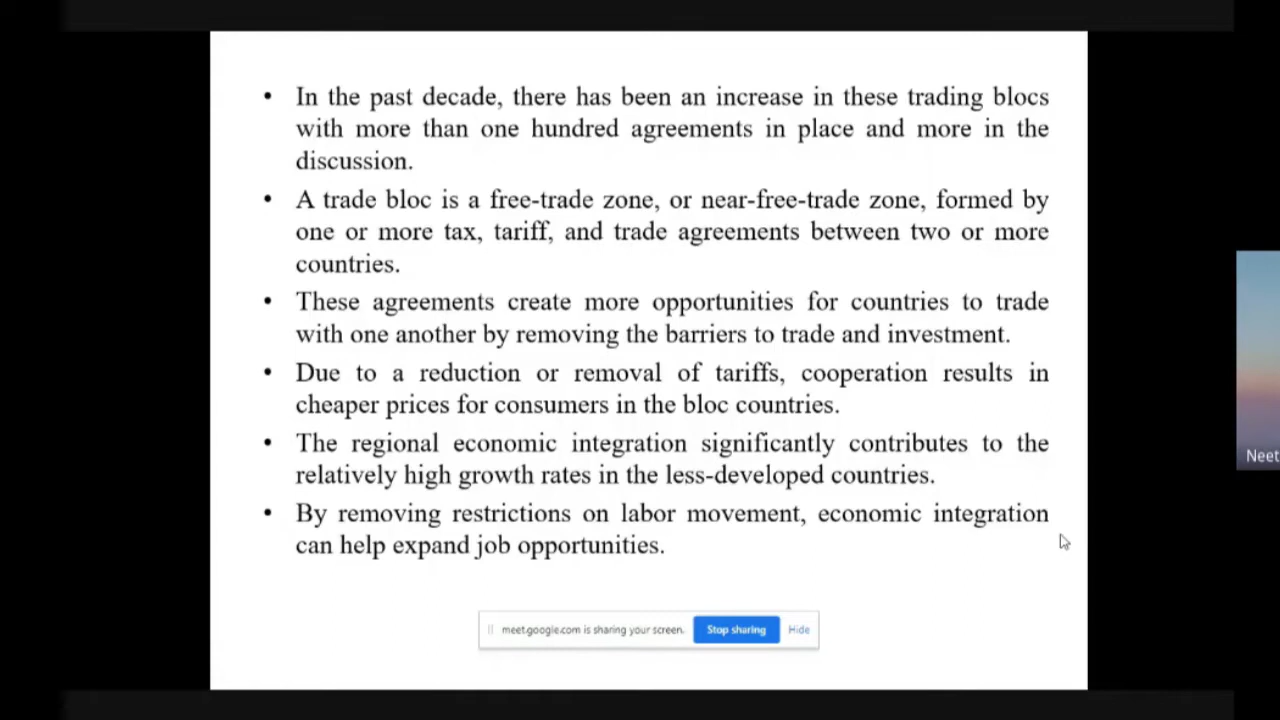 • In the past decade, there has been an increase in these trading blocs
with more than one hundred agreements in place and more in the
discussion.
• A trade bloc is a free-trade zone, or near-free-trade zone, formed by
one or more tax, tariff, and trade agreements between two or more
countries.
• These agreements create more opportunities for countries to trade
with one another by removing the barriers to trade and investment.
• Due to a reduction or removal of tariffs, cooperation results in
cheaper prices for consumers in the bloc countries.
• The regional economic integration significantly contributes to the
relatively high growth rates in the less-developed countries.
• By removing restrictions on labor movement, economic integration
can help expand job opportunities.
Neet
meet.google.com is sharing your screen. Stop sharing Hide